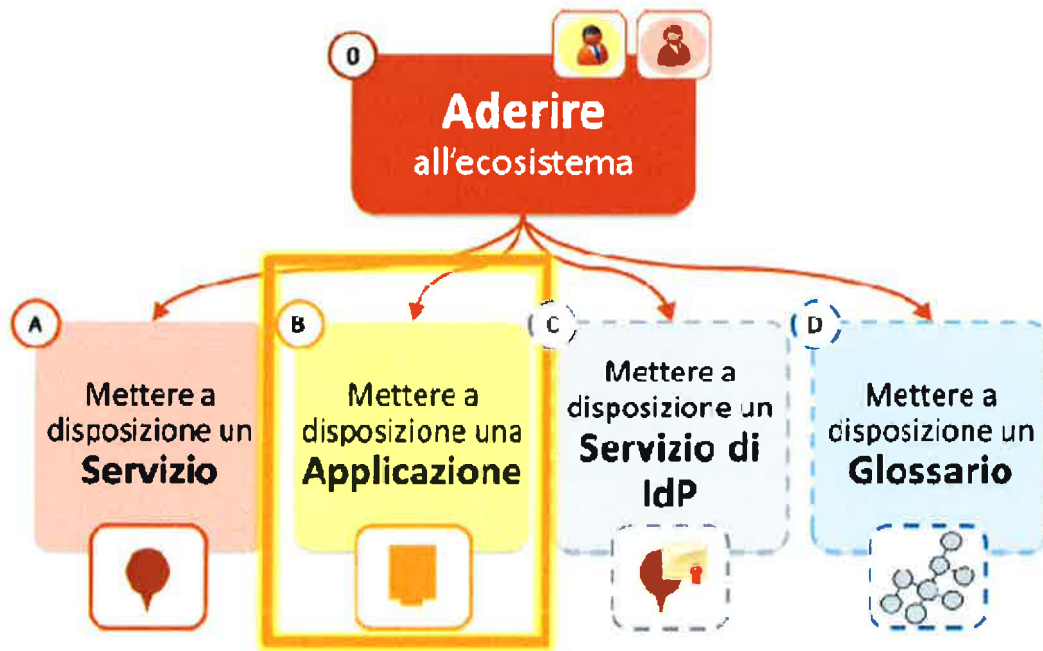 0
Aderire
all'ecosistema
A
Mettere a
disposizione un
Servizio
B
Mettere a
disposizione una
Applicazione
C
Mettere a
disposizione un
Servizio di
IdP
D
Mettere a
disposizione un
Glossario